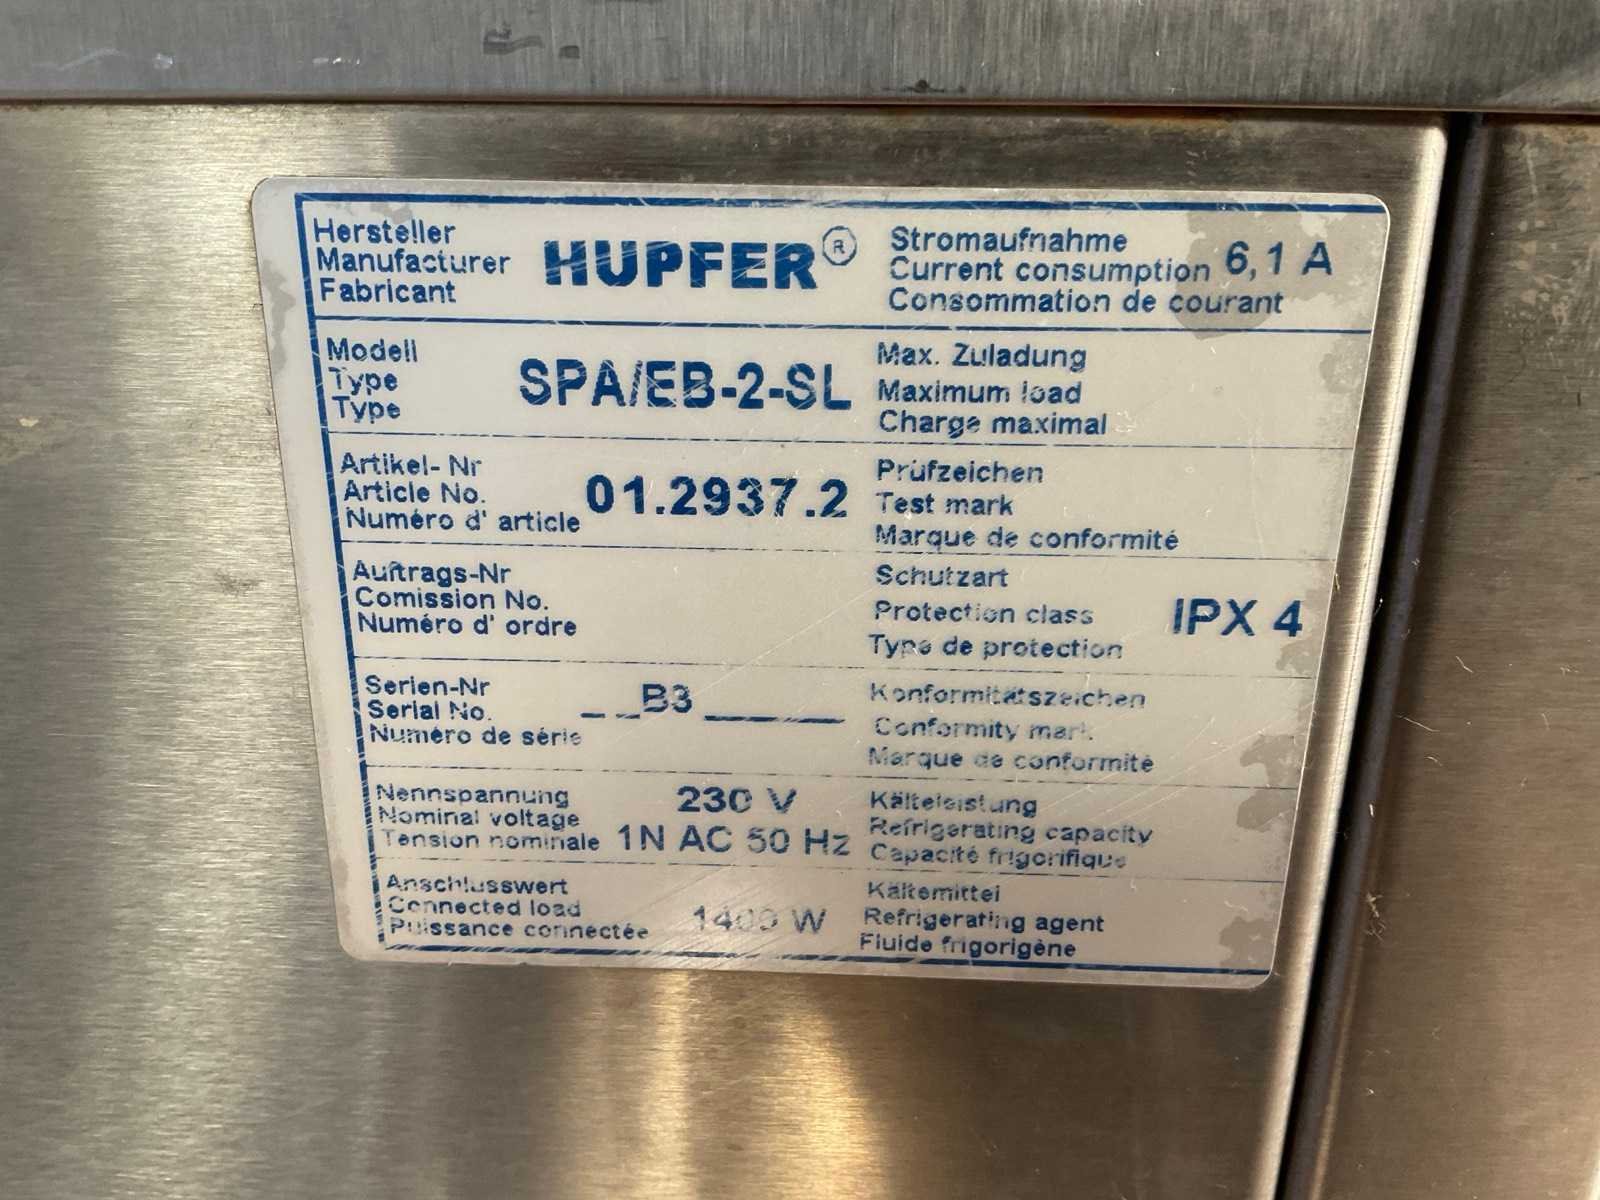 Hersteller
Manufacturer
Fabricant
HUPFER®
Stromaufnahme
Current consumption
Consommation de courant
6,1 A
Modell
Type
Type
SPA/EB-2-SL
Max. Zuladung
Maximum load
Charge maximal
Artikel- Nr
Article No.
Numéro d' article
01.2937.2
Prüfzeichen
Test mark
Marque de conformité
Auftrags-Nr
Comission No.
Numéro d' ordre
Schutzart
Protection class
Type de protection
IPX 4
Serien-Nr
Serial No.
Numéro de série
_ _B3 _____
Konformitätszeichen
Conformity mark
Marque de conformité
Nennspannung
Nominal voltage
Tension nominale
230 V
1N AC 50 Hz
Kälteleistung
Refrigerating capacity
Capacité frigorifique
Anschlusswert
Connected load
Puissance connectée
1400 W
Kältemittel
Refrigerating agent
Fluide frigorigène